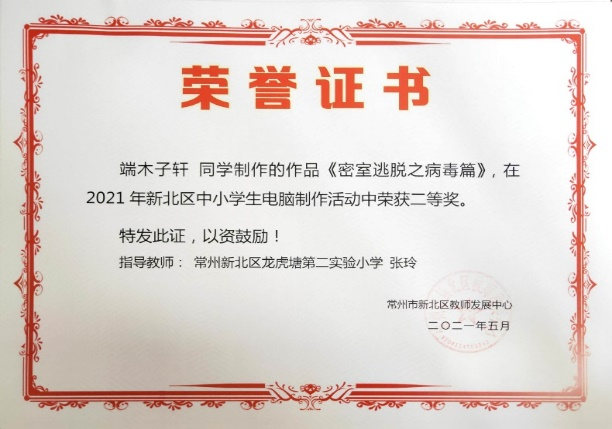 荣誉证书
端木子轩 同学制作的作品《密室逃脱之病毒篇》，在
2021年新北区中小学生电脑制作活动中荣获二等奖。
特发此证，以资鼓励！
指导教师： 常州新北区龙虎塘第二实验小学 张玲
常州市新北区教师发展中心
二〇二一年五月